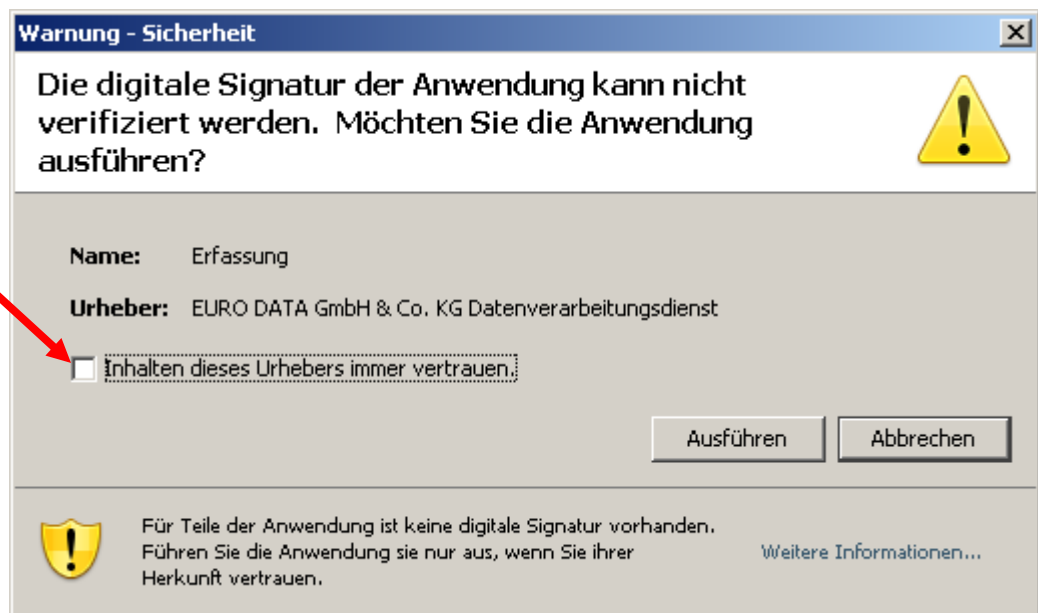 Warnung - Sicherheit
Die digitale Signatur der Anwendung kann nicht
verifiziert werden. Möchten Sie die Anwendung
ausführen?
Name: Erfassung
Urheber: EURO DATA GmbH & Co. KG Datenverarbeitungsdienst
Inhalten dieses Urhebers immer vertrauen.
Ausführen Abbrechen
Für Teile der Anwendung ist keine digitale Signatur vorhanden.
Führen Sie die Anwendung sie nur aus, wenn Sie ihrer
Herkunft vertrauen.
Weitere Informationen...